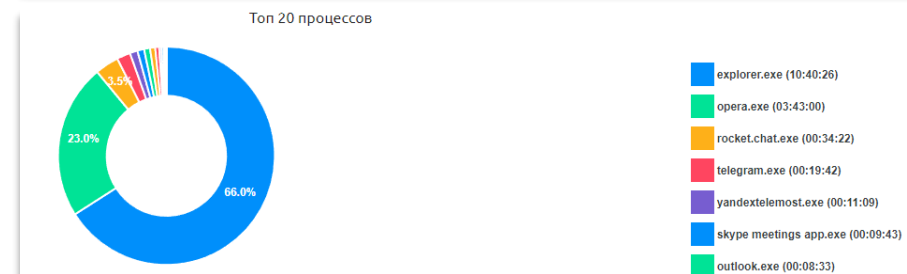 Топ 20 процессов
66.0%
23.0%
3.5%
explorer.exe (10:40:26)
opera.exe (03:43:00)
rocket.chat.exe (00:34:22)
telegram.exe (00:19:42)
yandextelemost.exe (00:11:09)
skype meetings app.exe (00:09:43)
outlook.exe (00:08:33)